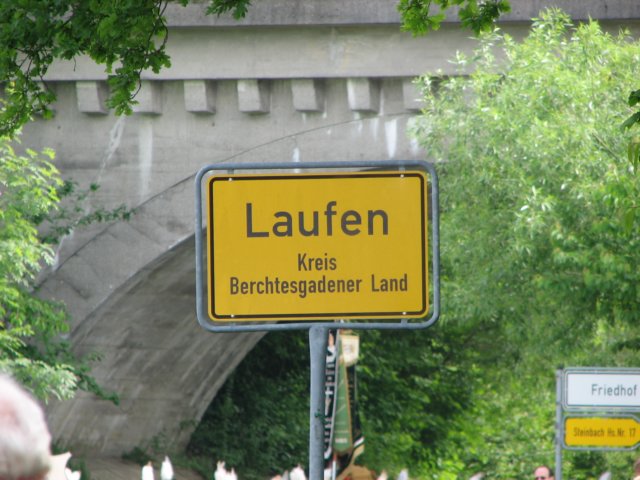 Laufen
Kreis
Berchtesgadener Land
Friedhof
Steinbach Hs.Nr. 17